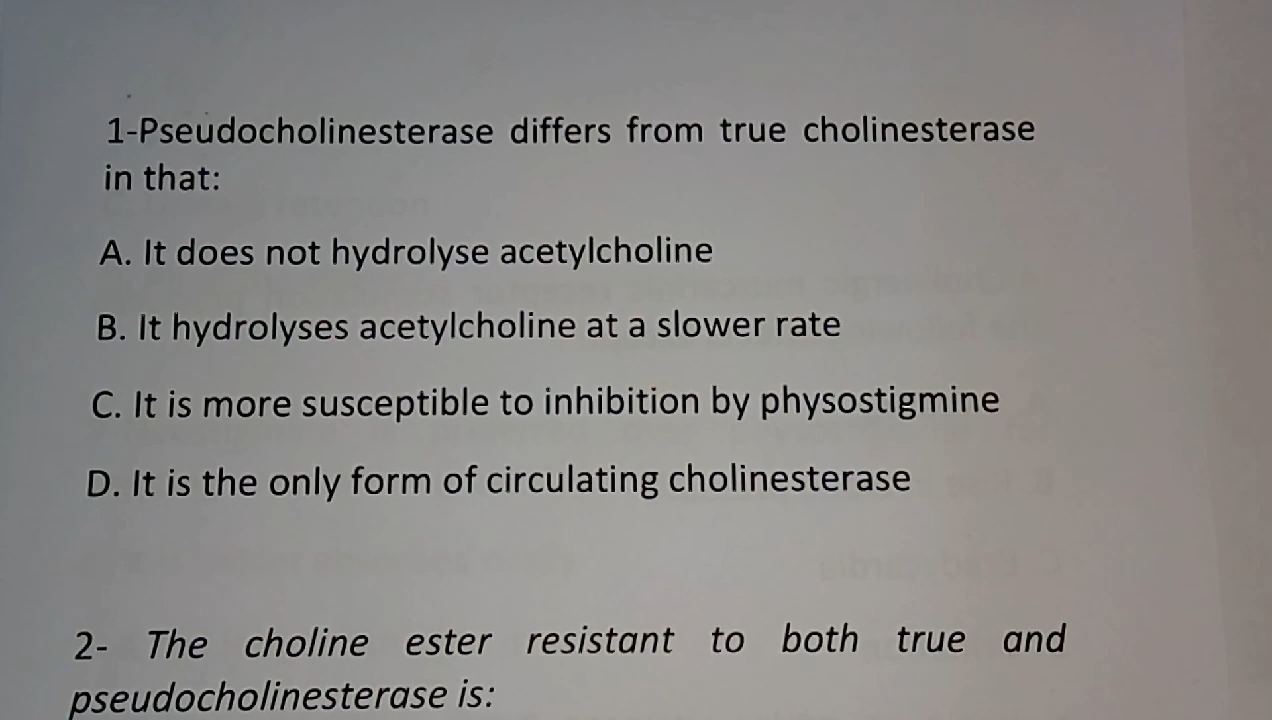 1-Pseudocholinesterase differs from true cholinesterase
in that:
A. It does not hydrolyse acetylcholine
B. It hydrolyses acetylcholine at a slower rate
C. It is more susceptible to inhibition by physostigmine
D. It is the only form of circulating cholinesterase
2- The choline ester resistant to both true and
pseudocholinesterase is: